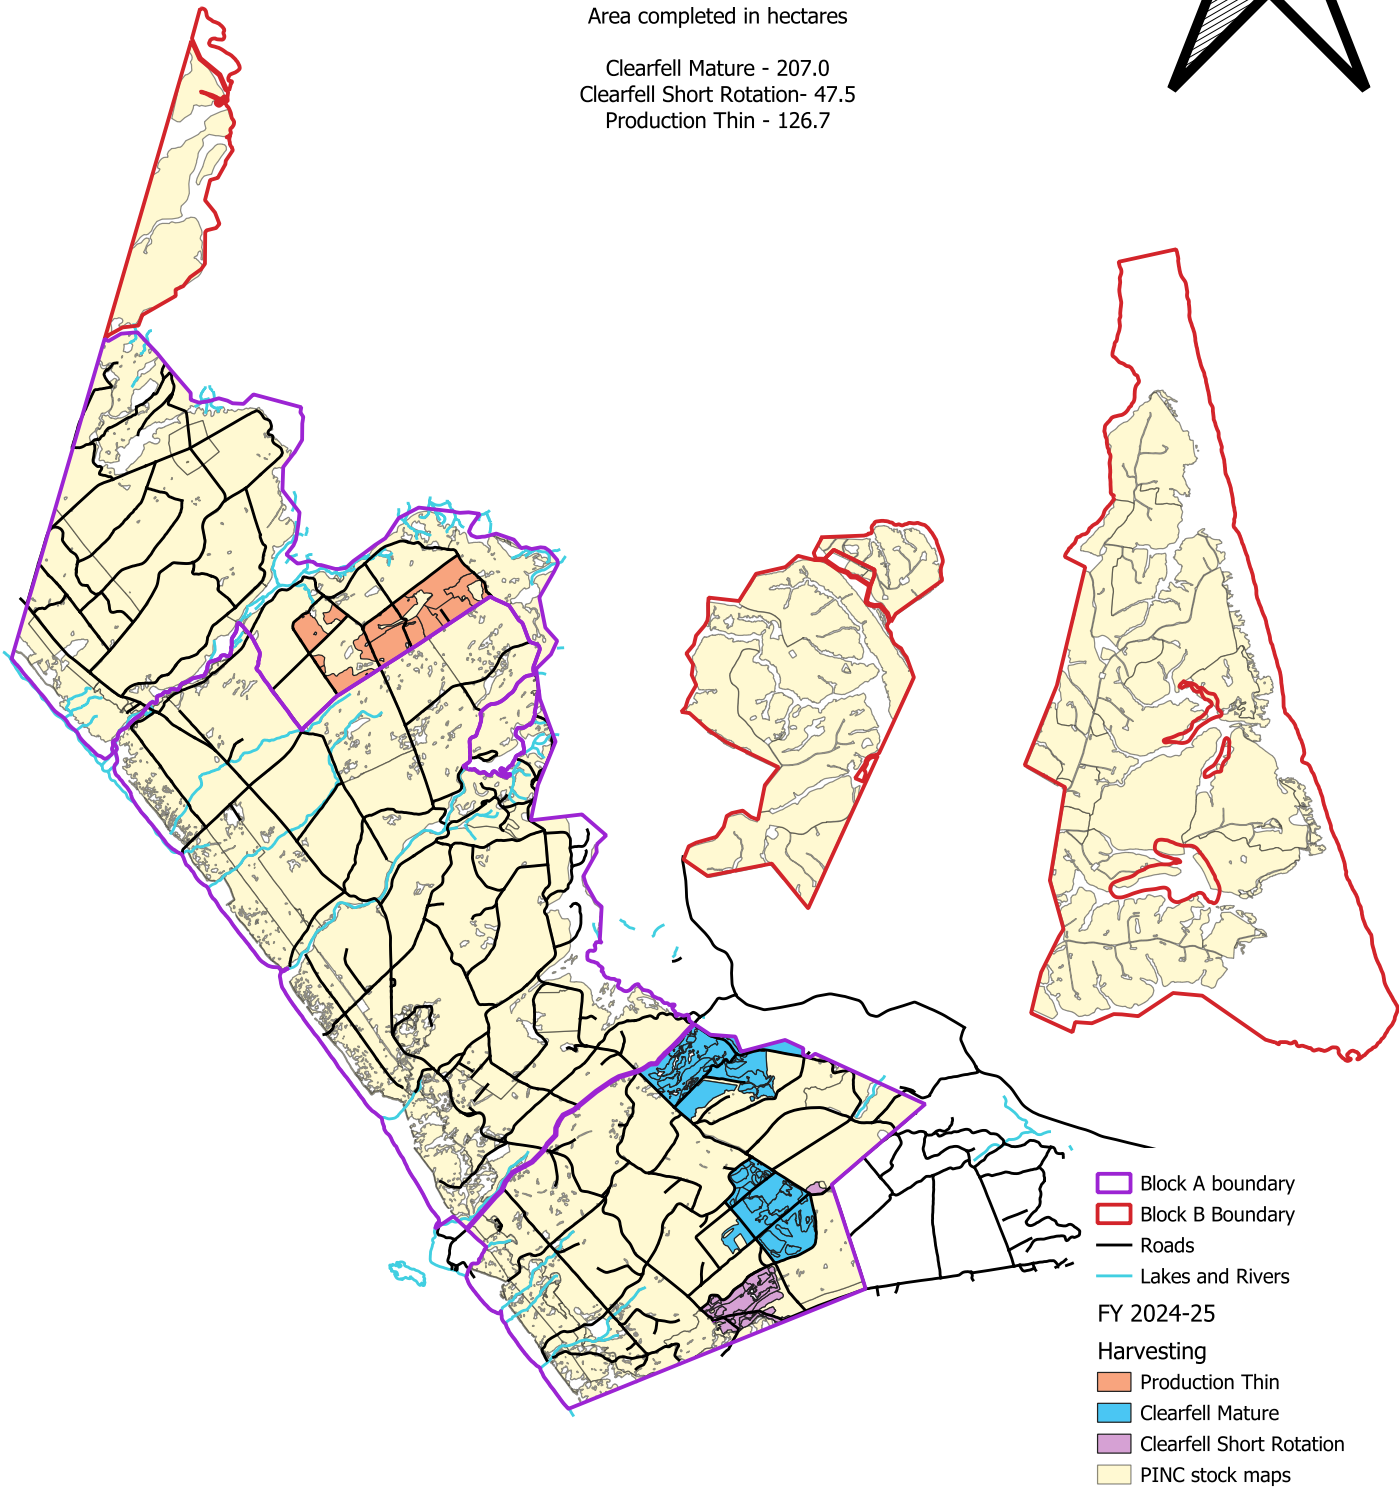 Area completed in hectares
Clearfell Mature - 207.0
Clearfell Short Rotation- 47.5
Production Thin - 126.7
Block A boundary
Block B Boundary
Roads
Lakes and Rivers
FY 2024-25
Harvesting
Production Thin
Clearfell Mature
Clearfell Short Rotation
PINC stock maps